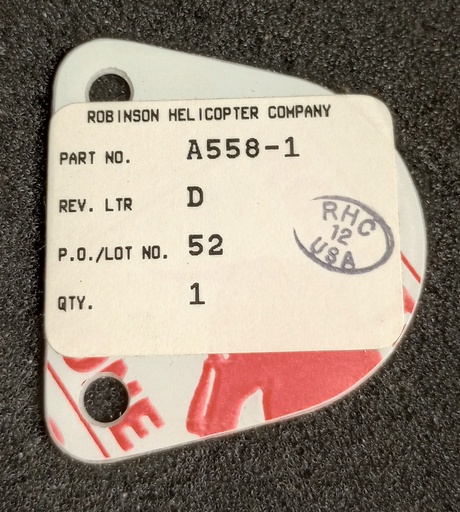 ROBINSON HELICOPTER COMPANY
PART NO. A558-1
REV. LTR D
P.O./LOT NO. 52
QTY. 1
RHC
12
USA